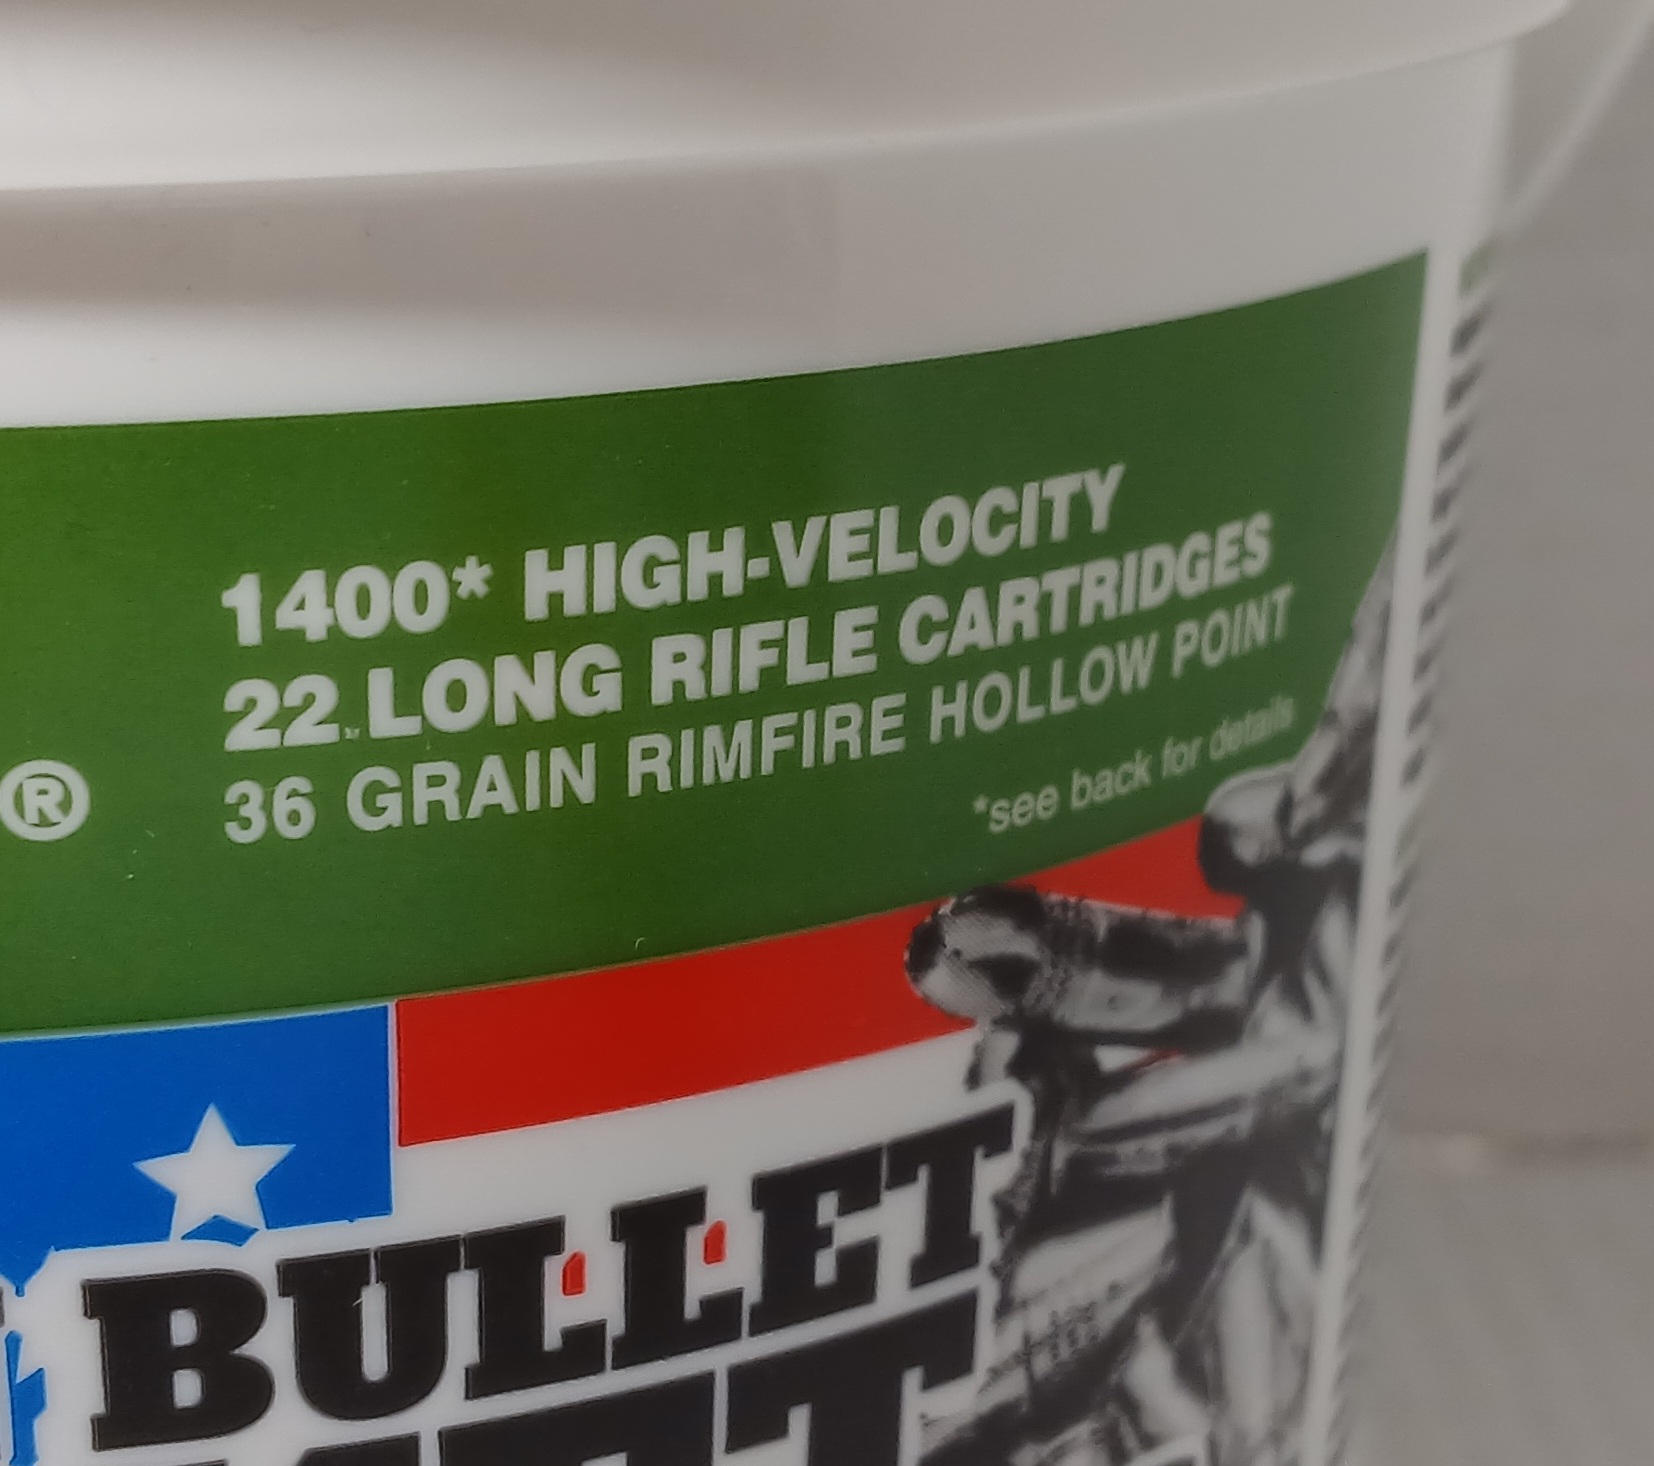 1400* HIGH-VELOCITY
22 LONG RIFLE CARTRIDGES
36 GRAIN RIMFIRE HOLLOW POINT
®
*see back for details
BULLET